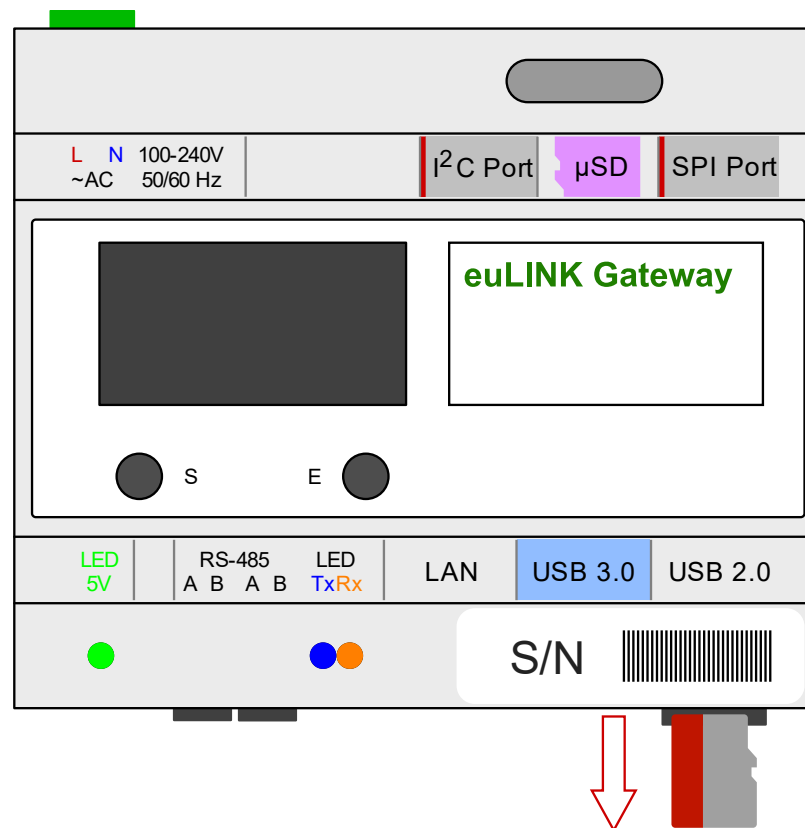 L N 100-240V
~AC 50/60 Hz
I²C Port
µSD
SPI Port
euLINK Gateway
S
E
LED
5V
RS-485
A B A B
LED
TxRx
LAN
USB 3.0
USB 2.0
S/N